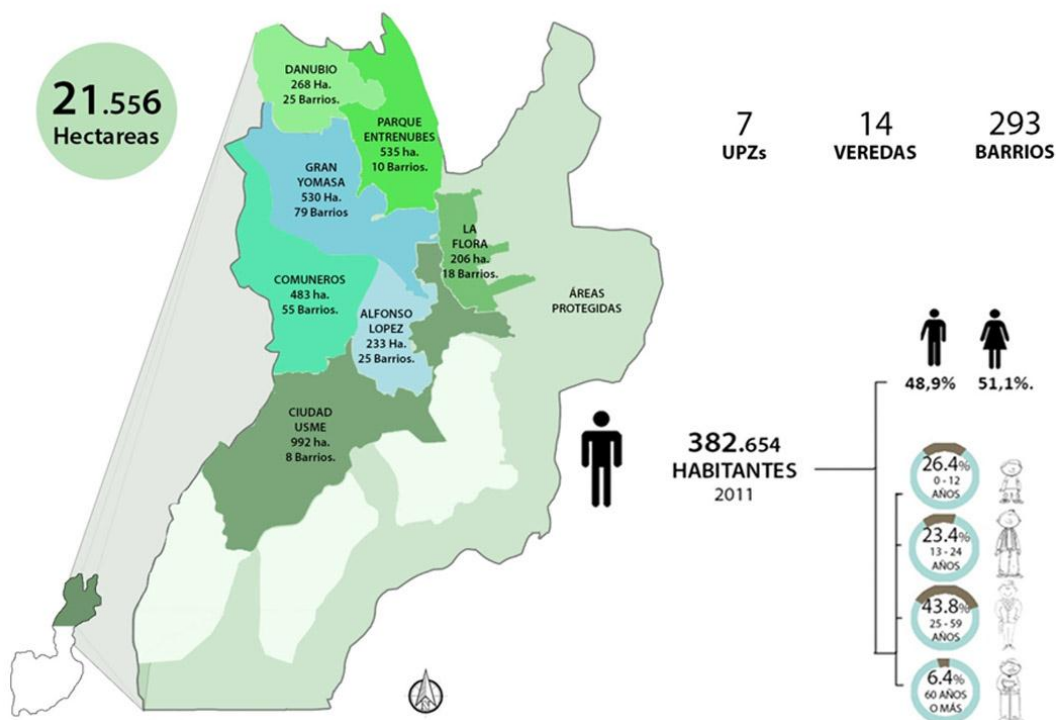 21.556
Hectareas
DANUBIO
268 Ha.
25 Barrios.
PARQUE
ENTRENUBES
535 ha.
10 Barrios.
GRAN
YOMASA
530 Ha.
79 Barrios
LA
FLORA
206 ha.
18 Barrios.
COMUNEROS
483 ha.
55 Barrios.
ALFONSO
LOPEZ
233 Ha.
25 Barrios.
ÁREAS
PROTEGIDAS
CIUDAD
USME
992 ha.
8 Barrios.
7
UPZs
14
VEREDAS
293
BARRIOS
48,9%
51,1%.
382.654
HABITANTES
2011
26.4%
0 - 12
AÑOS
23.4%
13 - 24
AÑOS
43.8%
25 - 59
AÑOS
6.4%
60 AÑOS
O MÁS